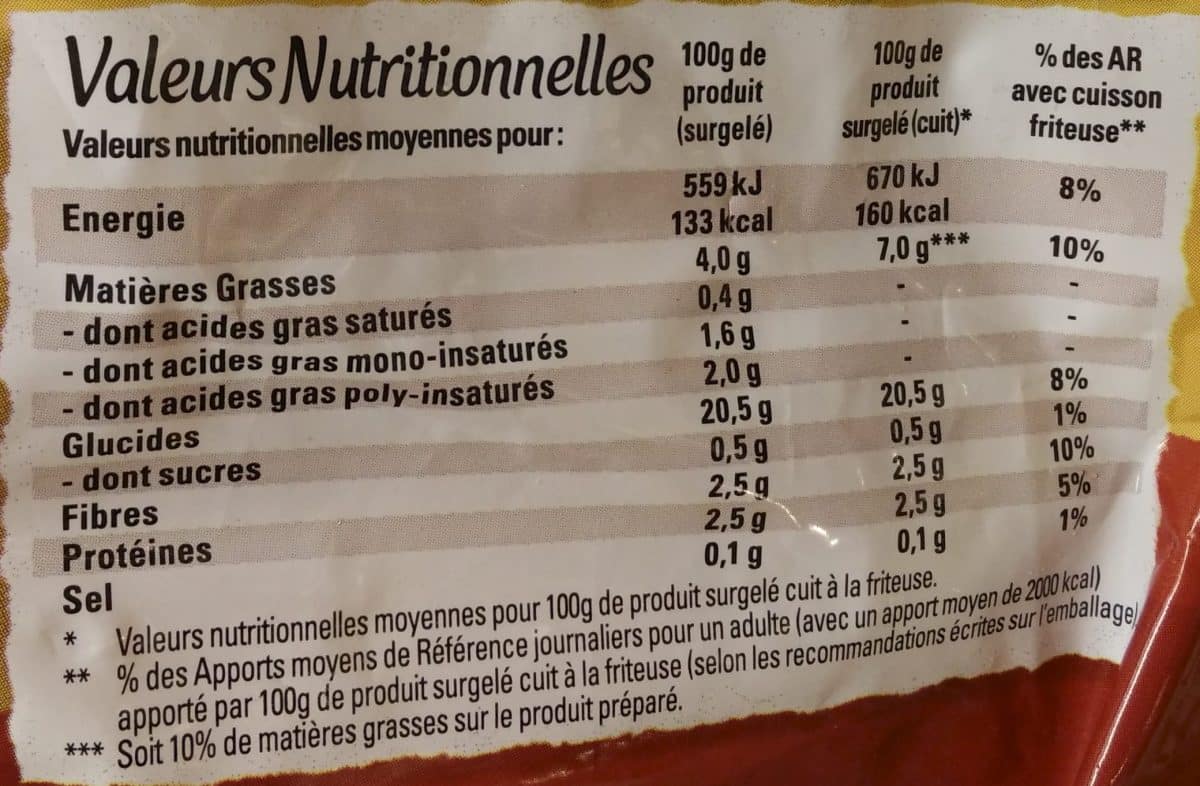 Valeurs Nutritionnelles
Valeurs nutritionnelles moyennes pour :
100g de produit (surgelé)
100g de produit surgelé (cuit)*
% des AR avec cuisson friteuse**
Energie 559 kJ 670 kJ 8%
133 kcal 160 kcal
Matières Grasses 4,0 g 7,0 g*** 10%
- dont acides gras saturés 0,4 g - -
- dont acides gras mono-insaturés 1,6 g - -
- dont acides gras poly-insaturés 2,0 g - -
Glucides 20,5 g 20,5 g 8%
- dont sucres 0,5 g 0,5 g 1%
Fibres 2,5 g 2,5 g 10%
Protéines 2,5 g 2,5 g 5%
Sel 0,1 g 0,1 g 1%
* Valeurs nutritionnelles moyennes pour 100g de produit surgelé cuit à la friteuse.
** % des Apports moyens de Référence journaliers pour un adulte (avec un apport moyen de 2000 kcal)
apporté par 100g de produit surgelé cuit à la friteuse (selon les recommandations écrites sur l'emballage)
*** Soit 10% de matières grasses sur le produit préparé.